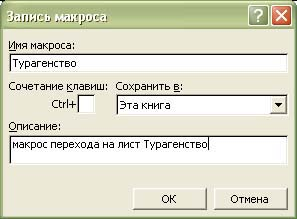 Запись макроса
Имя макроса:
Турагенство
Сочетание клавиш: Сохранить в:
Ctrl+ Эта книга
Описание:
макрос перехода на лист Турагенство
ОК Отмена